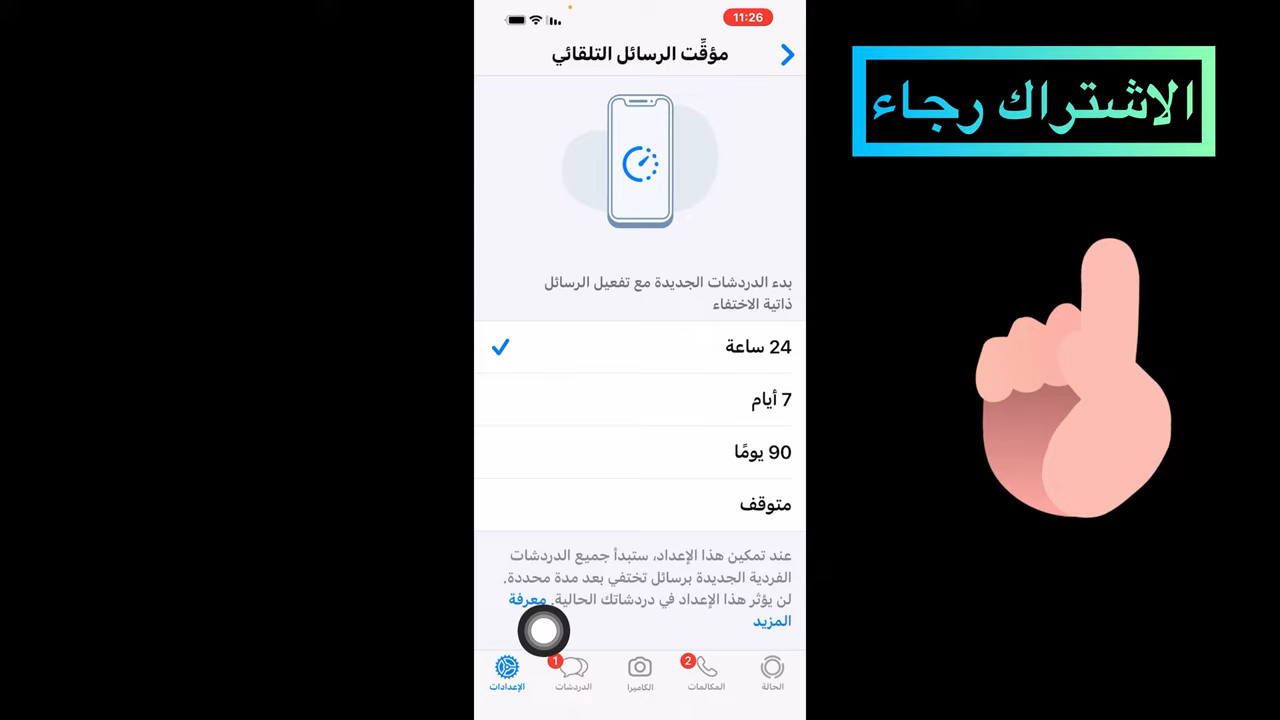 11:26
مؤقِّت الرسائل التلقائي
الاشتراك رجاء
بدء الدردشات الجديدة مع تفعيل الرسائل
ذاتية الاختفاء
24 ساعة
7 أيام
90 يومًا
متوقف
عند تمكين هذا الإعداد، ستبدأ جميع الدردشات
الفردية الجديدة برسائل تختفي بعد مدة محددة.
لن يؤثر هذا الإعداد في دردشاتك الحالية. معرفة
المزيد
2 1
الحالة المكالمات الكاميرا الدردشات الإعدادات